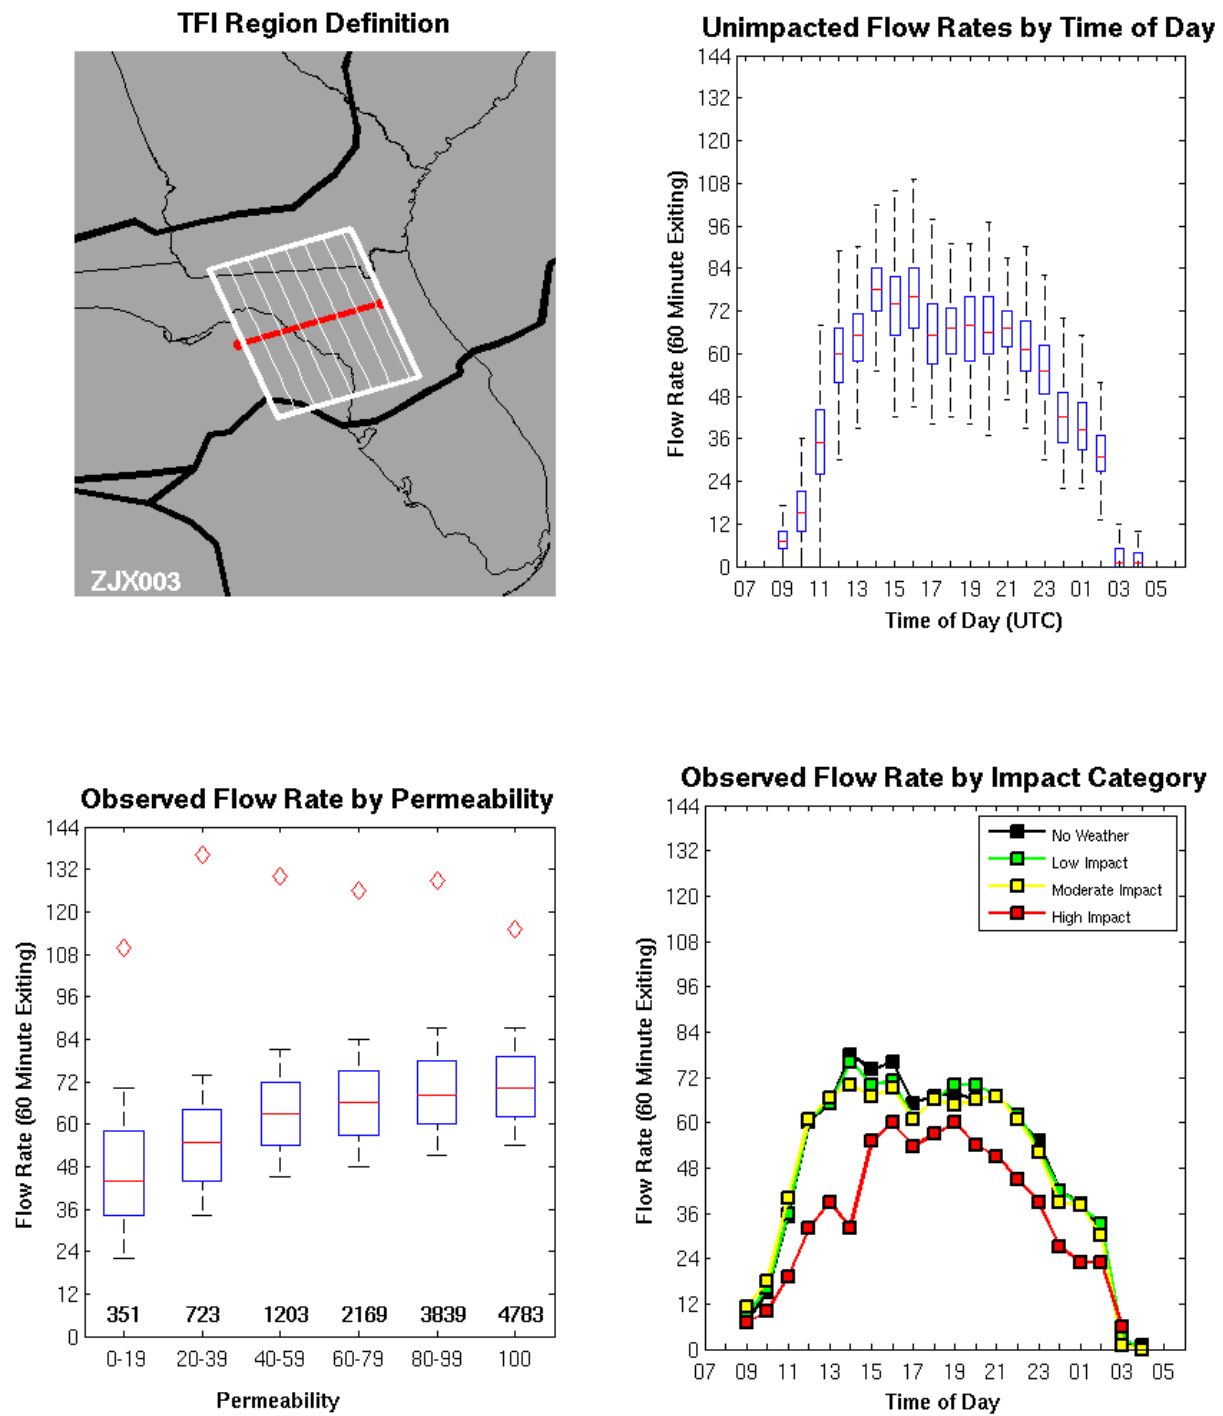 TFI Region Definition
ZJX003
Unimpacted Flow Rates by Time of Day
Flow Rate (60 Minute Exiting)
144
132
120
108
96
84
72
60
48
36
24
12
0
07 09 11 13 15 17 19 21 23 01 03 05
Time of Day (UTC)
Observed Flow Rate by Permeability
Flow Rate (60 Minute Exiting)
144
132
120
108
96
84
72
60
48
36
24
12
0
351 723 1203 2169 3839 4783
0-19 20-39 40-59 60-79 80-99 100
Permeability
Observed Flow Rate by Impact Category
Flow Rate (60 Minute Exiting)
144
132
120
108
96
84
72
60
48
36
24
12
0
No Weather
Low Impact
Moderate Impact
High Impact
07 09 11 13 15 17 19 21 23 01 03 05
Time of Day